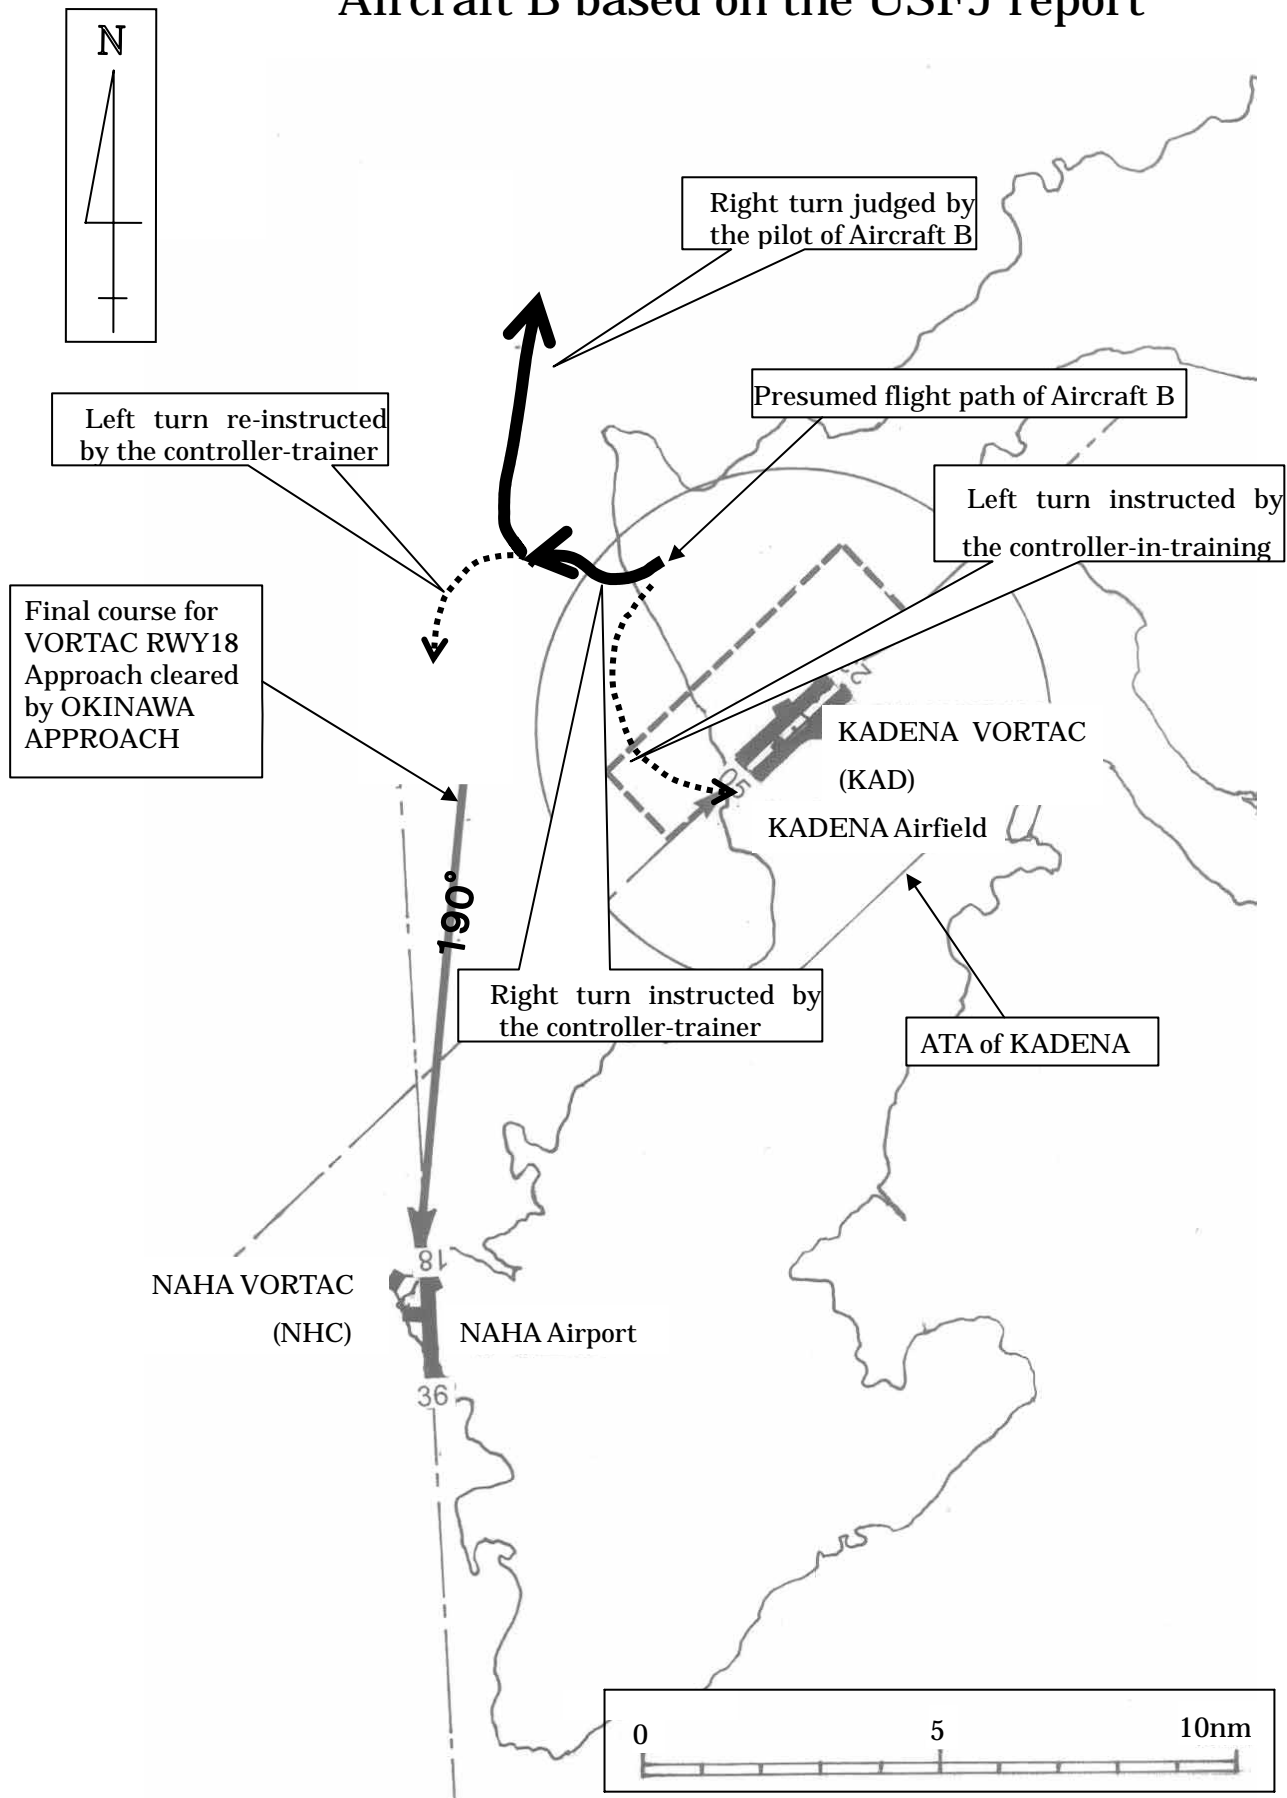 Aircraft B based on the USFJ report
N
Right turn judged by
the pilot of Aircraft B
Presumed flight path of Aircraft B
Left turn re-instructed
by the controller-trainer
Left turn instructed by
the controller-in-training
Final course for
VORTAC RWY18
Approach cleared
by OKINAWA
APPROACH
KADENA VORTAC
(KAD)
05
KADENA Airfield
190°
Right turn instructed by
the controller-trainer
ATA of KADENA
18
NAHA VORTAC
(NHC)
NAHA Airport
36
0 5 10nm